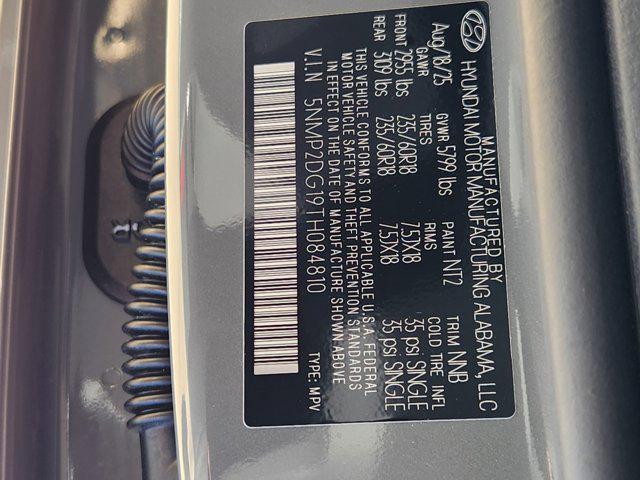 MANUFACTURED BY
HYUNDAI MOTOR MANUFACTURING ALABAMA, LLC
Aug/18/25 GVWR 5799 lbs PAINT NT2 TRIM NNB
GAWR TIRES RIMS COLD TIRE INFL
FRONT 2955 lbs 235/60R18 7.5JX18 35 psi SINGLE
REAR 3109 lbs 235/60R18 7.5JX18 35 psi SINGLE
THIS VEHICLE CONFORMS TO ALL APPLICABLE U.S.A. FEDERAL
MOTOR VEHICLE SAFETY AND THEFT PREVENTION STANDARDS
IN EFFECT ON THE DATE OF MANUFACTURE SHOWN ABOVE
V.I.N 5NMP2DG19TH084810 TYPE: MPV